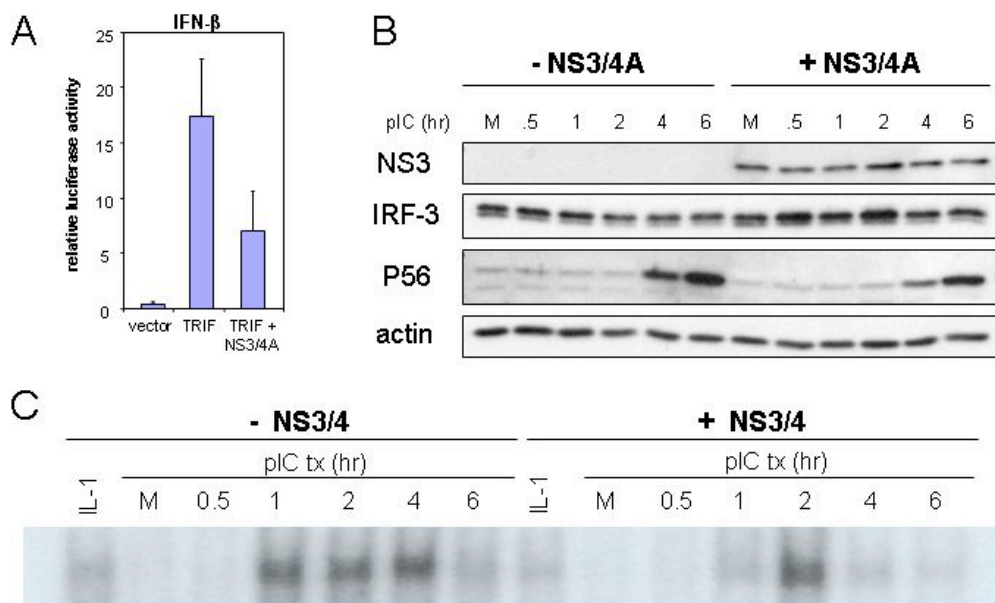 A
IFN-β
relative luciferase activity
25
20
15
10
5
0
vector
TRIF
TRIF +
NS3/4A
B
- NS3/4A
+ NS3/4A
pIC (hr) M .5 1 2 4 6 M .5 1 2 4 6
NS3
IRF-3
P56
actin
C
- NS3/4
+ NS3/4
pIC tx (hr)
pIC tx (hr)
IL-1 M 0.5 1 2 4 6 IL-1 M 0.5 1 2 4 6